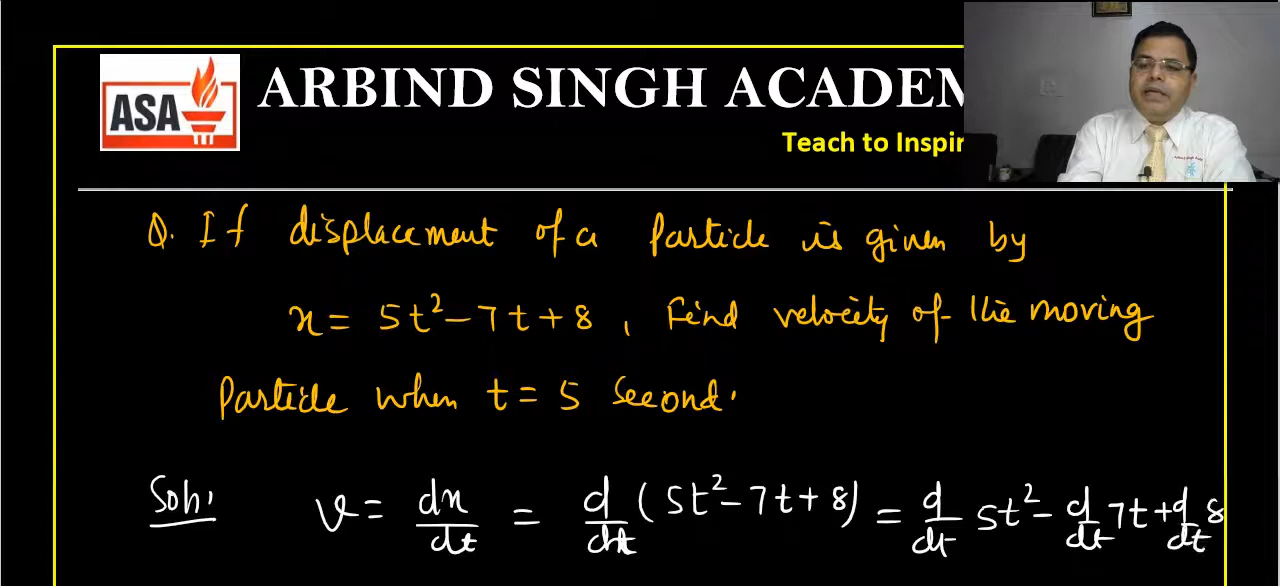 ASA
ARBIND SINGH ACADEM
Teach to Inspir
Q. If displacement of a Particle is given by
x = 5t² - 7t + 8, Find velocity of the moving
Particle when t = 5 Second.
Soln.
v = dx/dt = d/dt (5t² - 7t + 8) = d/dt 5t² - d/dt 7t + d/dt 8